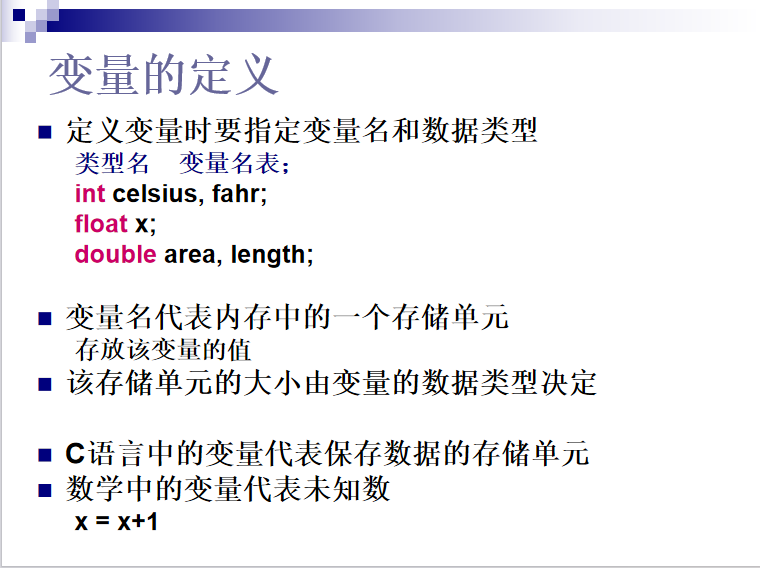 变量的定义
定义变量时要指定变量名和数据类型
类型名 变量名表；
int celsius, fahr;
float x;
double area, length;
变量名代表内存中的一个存储单元
存放该变量的值
该存储单元的大小由变量的数据类型决定
C语言中的变量代表保存数据的存储单元
数学中的变量代表未知数
x = x+1